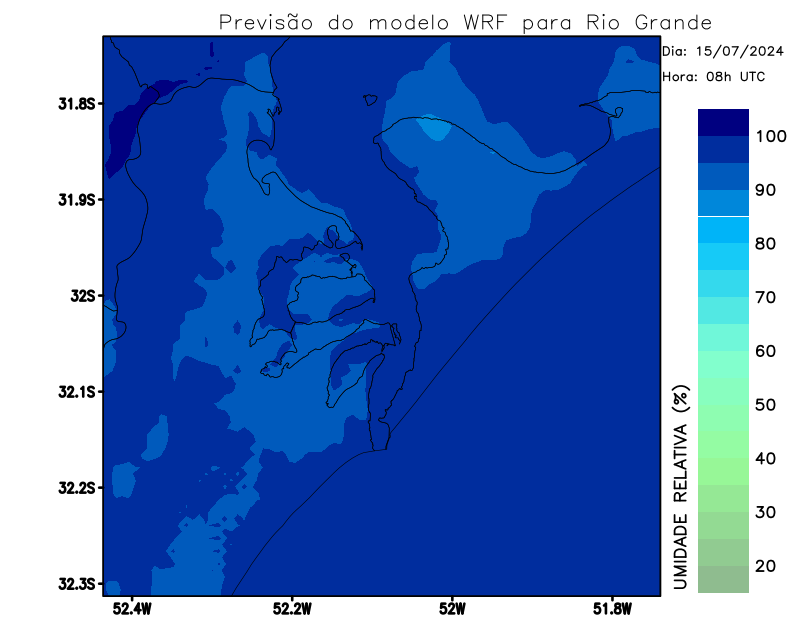 Previsão do modelo WRF para Rio Grande
Dia: 15/07/2024
Hora: 08h UTC
31.8S
31.9S
32S
32.1S
32.2S
32.3S
52.4W
52.2W
52W
51.8W
UMIDADE RELATIVA (%)
100
90
80
70
60
50
40
30
20